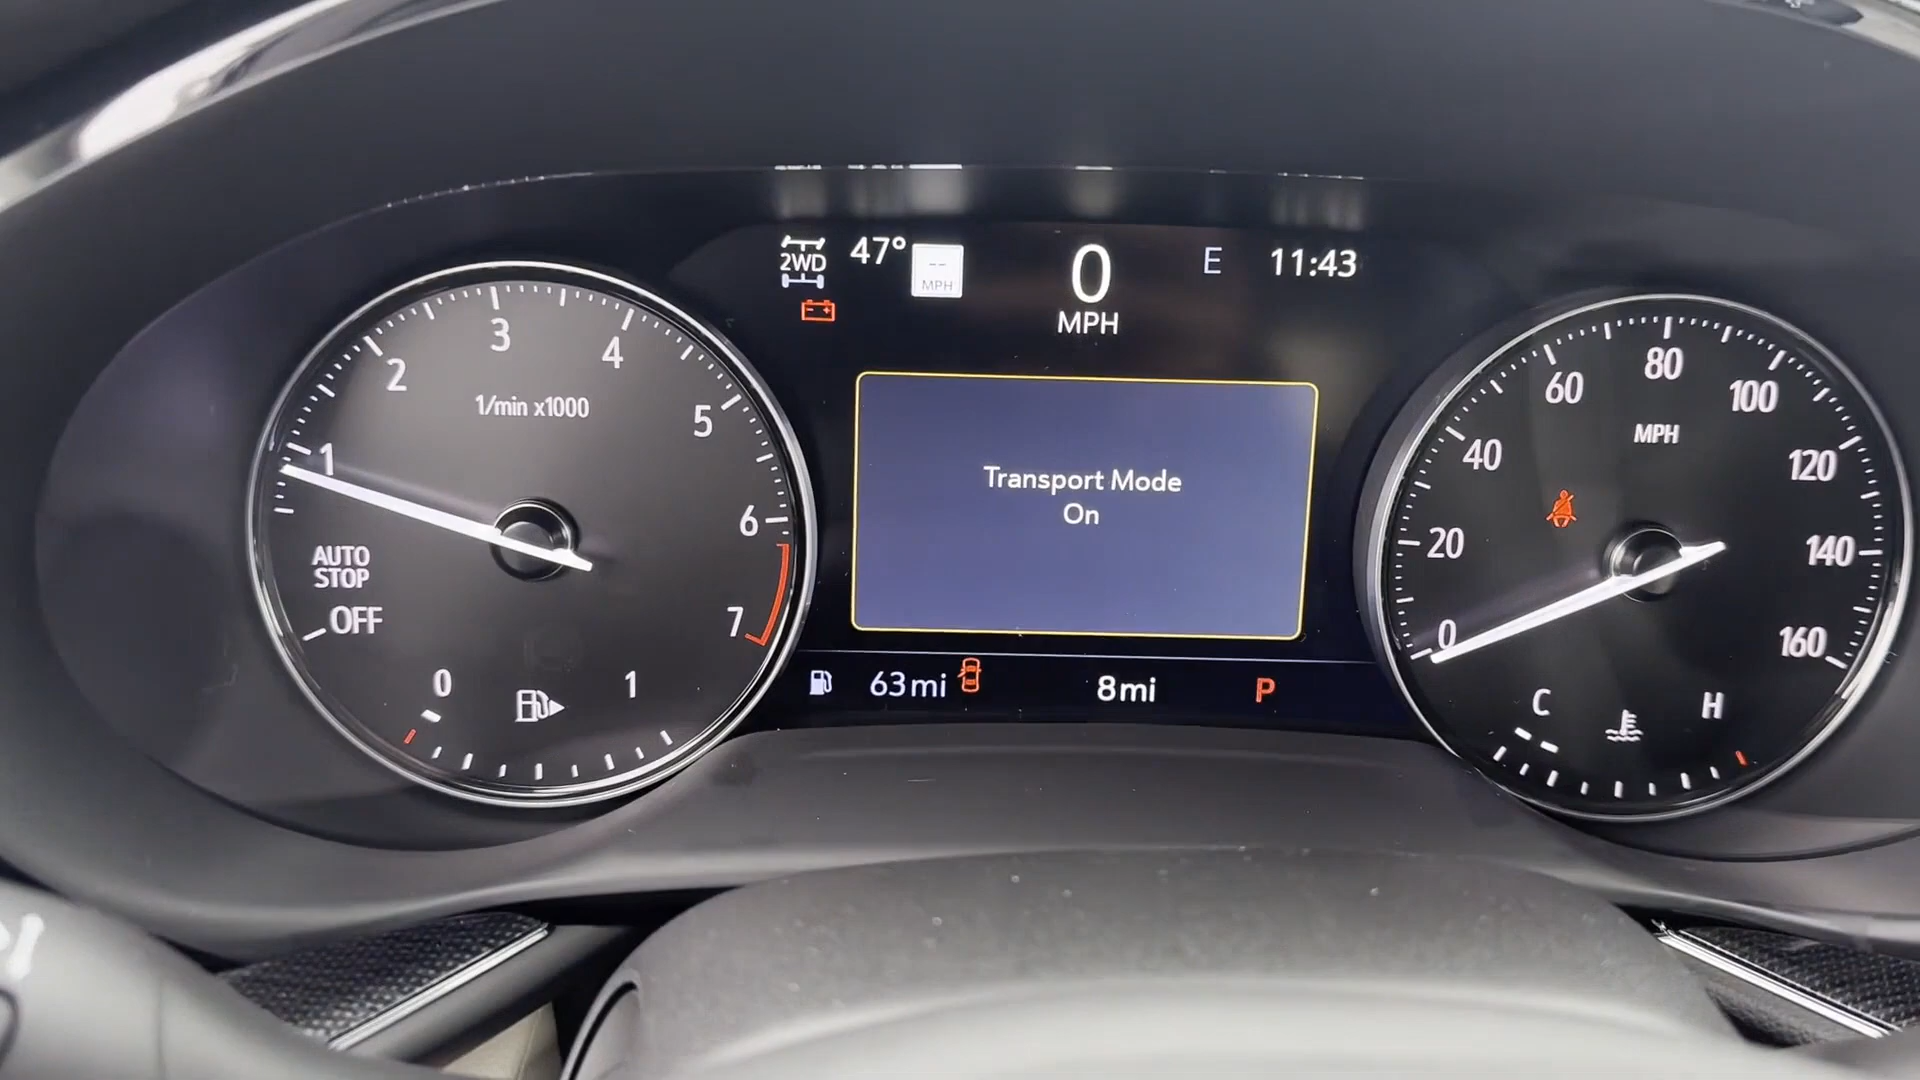 2WD 47° -- MPH 0 MPH E 11:43
1 2 3 4 5 6 7
1/min x1000
AUTO
STOP
OFF
0 1
Transport Mode
On
63mi 8mi P
0 20 40 60 80 100 120 140 160
MPH
C H